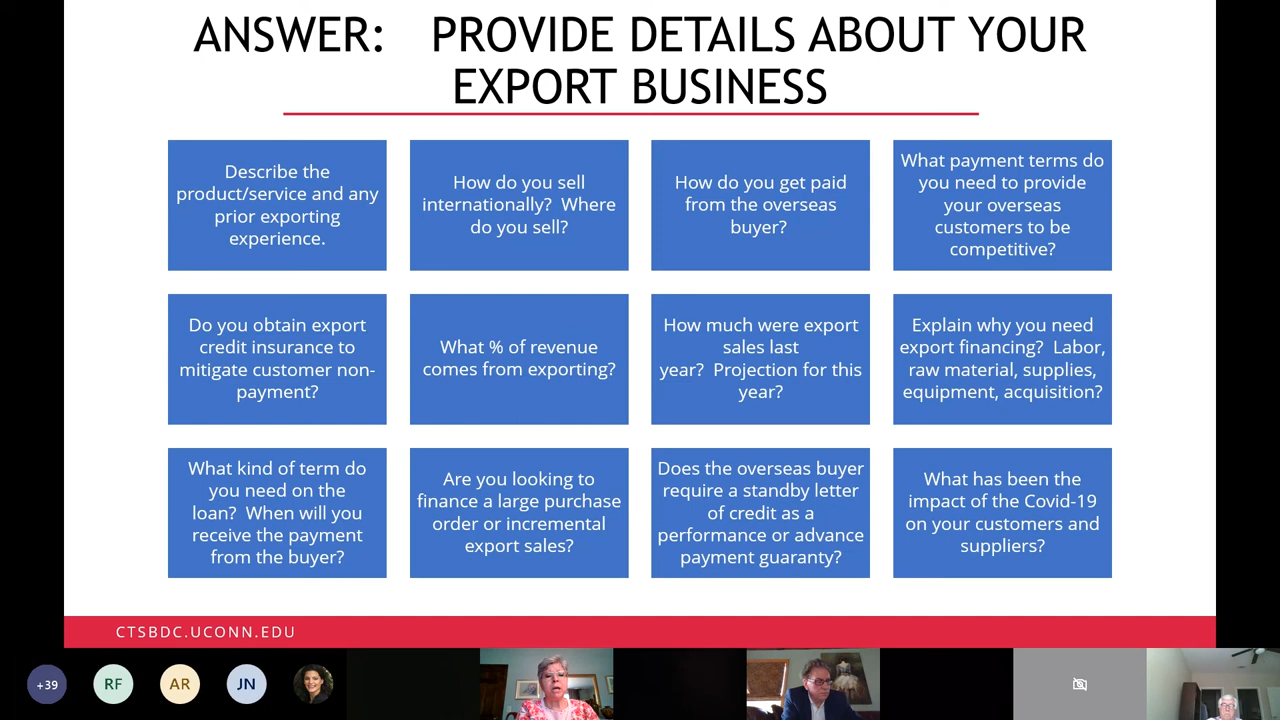 ANSWER: PROVIDE DETAILS ABOUT YOUR
EXPORT BUSINESS
Describe the
product/service and any
prior exporting
experience.
How do you sell
internationally? Where
do you sell?
How do you get paid
from the overseas
buyer?
What payment terms do
you need to provide
your overseas
customers to be
competitive?
Do you obtain export
credit insurance to
mitigate customer non-
payment?
What % of revenue
comes from exporting?
How much were export
sales last
year? Projection for this
year?
Explain why you need
export financing? Labor,
raw material, supplies,
equipment, acquisition?
What kind of term do
you need on the
loan? When will you
receive the payment
from the buyer?
Are you looking to
finance a large purchase
order or incremental
export sales?
Does the overseas buyer
require a standby letter
of credit as a
performance or advance
payment guaranty?
What has been the
impact of the Covid-19
on your customers and
suppliers?
CTSBDC.UCONN.EDU
+39
RF
AR
JN